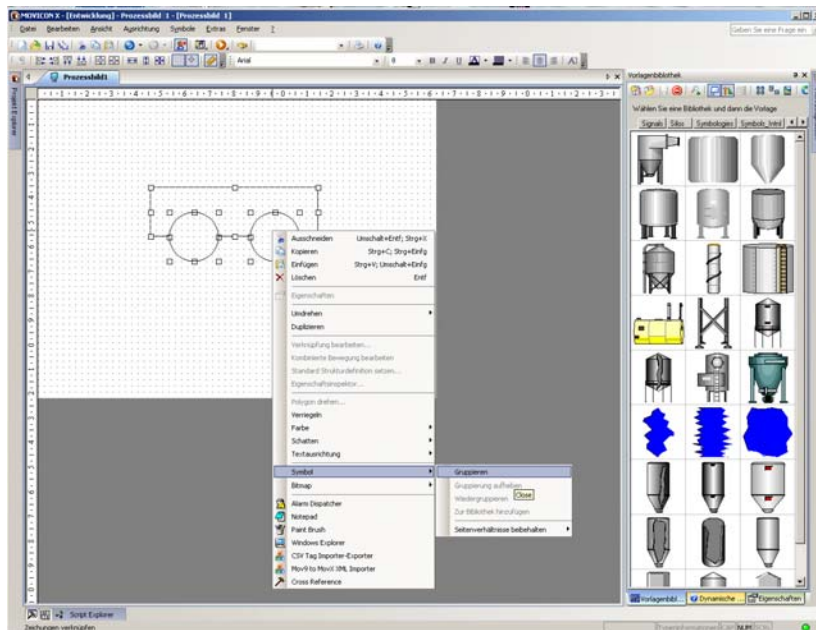 MOVICON X - [Entwicklung] - Prozessbild 1 - [Prozessbild 1]
Datei Bearbeiten Ansicht Ausrichtung Symbole Extras Fenster ?
Geben Sie eine Frage ein
Arial 8
Prozessbild1
Projekt Explorer
Vorlagenbibliothek
Wählen Sie eine Bibliothek und dann die Vorlage
Signals Silos Symbologies
Ausschneiden Umschalt+Entf; Strg+X
Kopieren Strg+C; Strg+Einfg
Einfügen Strg+V; Umschalt+Einfg
Löschen Entf
Eigenschaften
Umdrehen
Duplizieren
Verknüpfung bearbeiten...
Kombinierte Bewegung bearbeiten
Standard Strukturdefinition setzen...
Eigenschaftsinspektor...
Polygon drehen...
Verriegeln
Farbe
Schatten
Textausrichtung
Symbol
Bitmap
Alarm Dispatcher
Notepad
Paint Brush
Windows Explorer
CSV Tag Importer-Exporter
Mov9 to MovX XML Importer
Cross Reference
Gruppieren
Gruppierung aufheben
Wiedergruppieren
Close
Zur Bibliothek hinzufügen
Seitenverhältnisse beibehalten
Vorlagenbibl... Dynamische ... Eigenschaften
Script Explorer
Zeichnungen verknüpfen
NUM